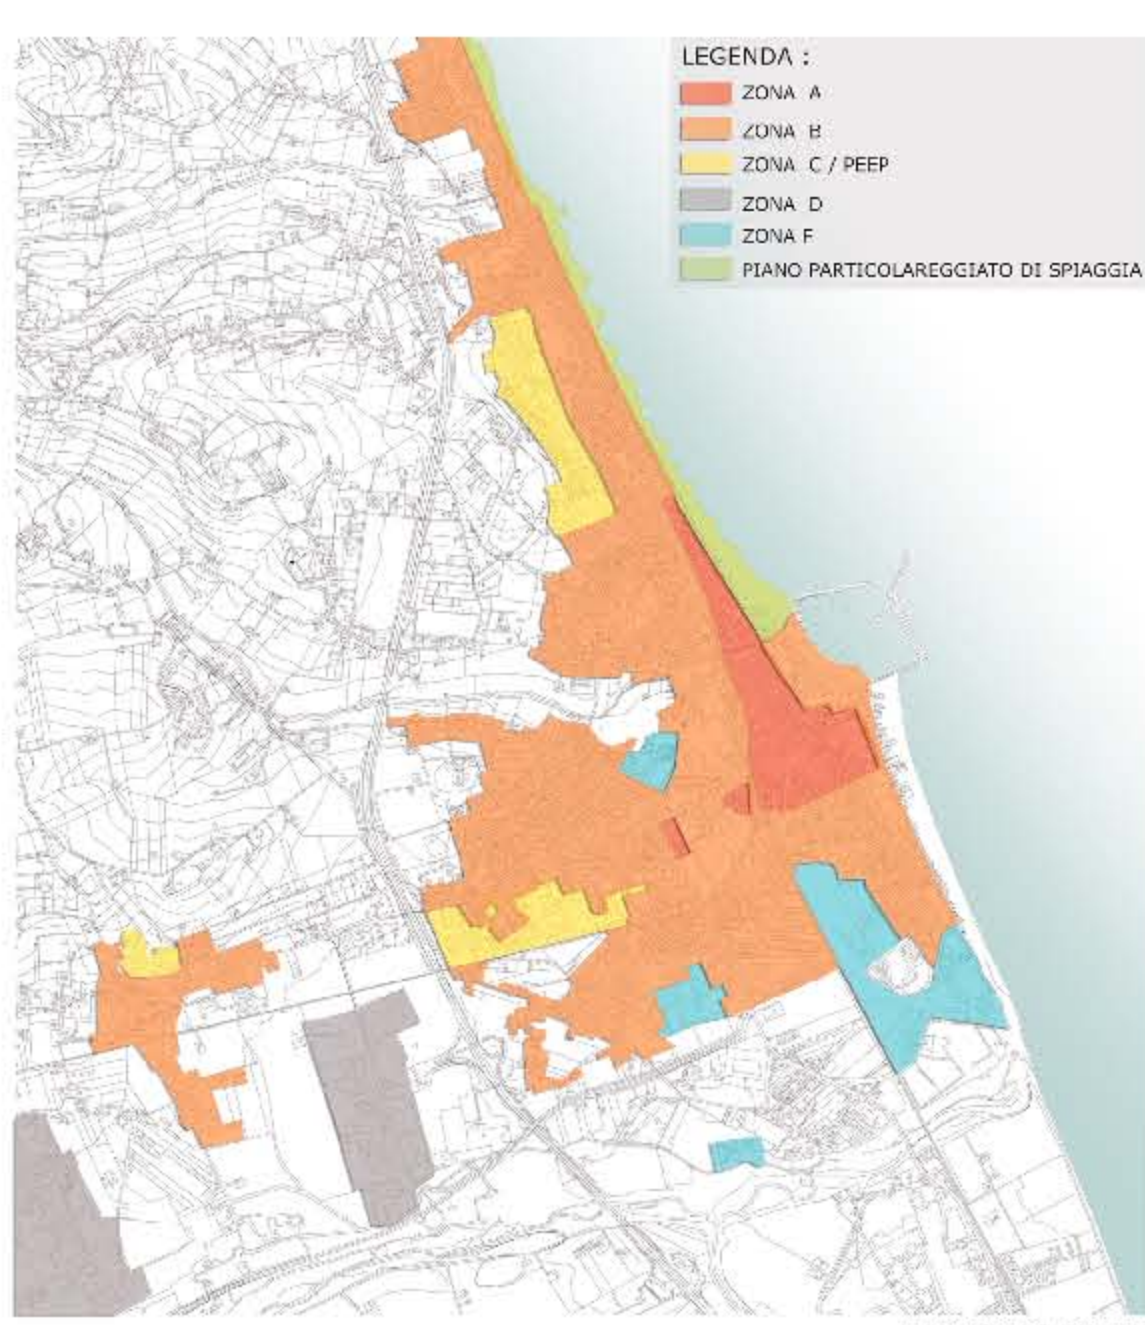 LEGENDA :
ZONA A
ZONA B
ZONA C / PEEP
ZONA D
ZONA F
PIANO PARTICOLAREGGIATO DI SPIAGGIA